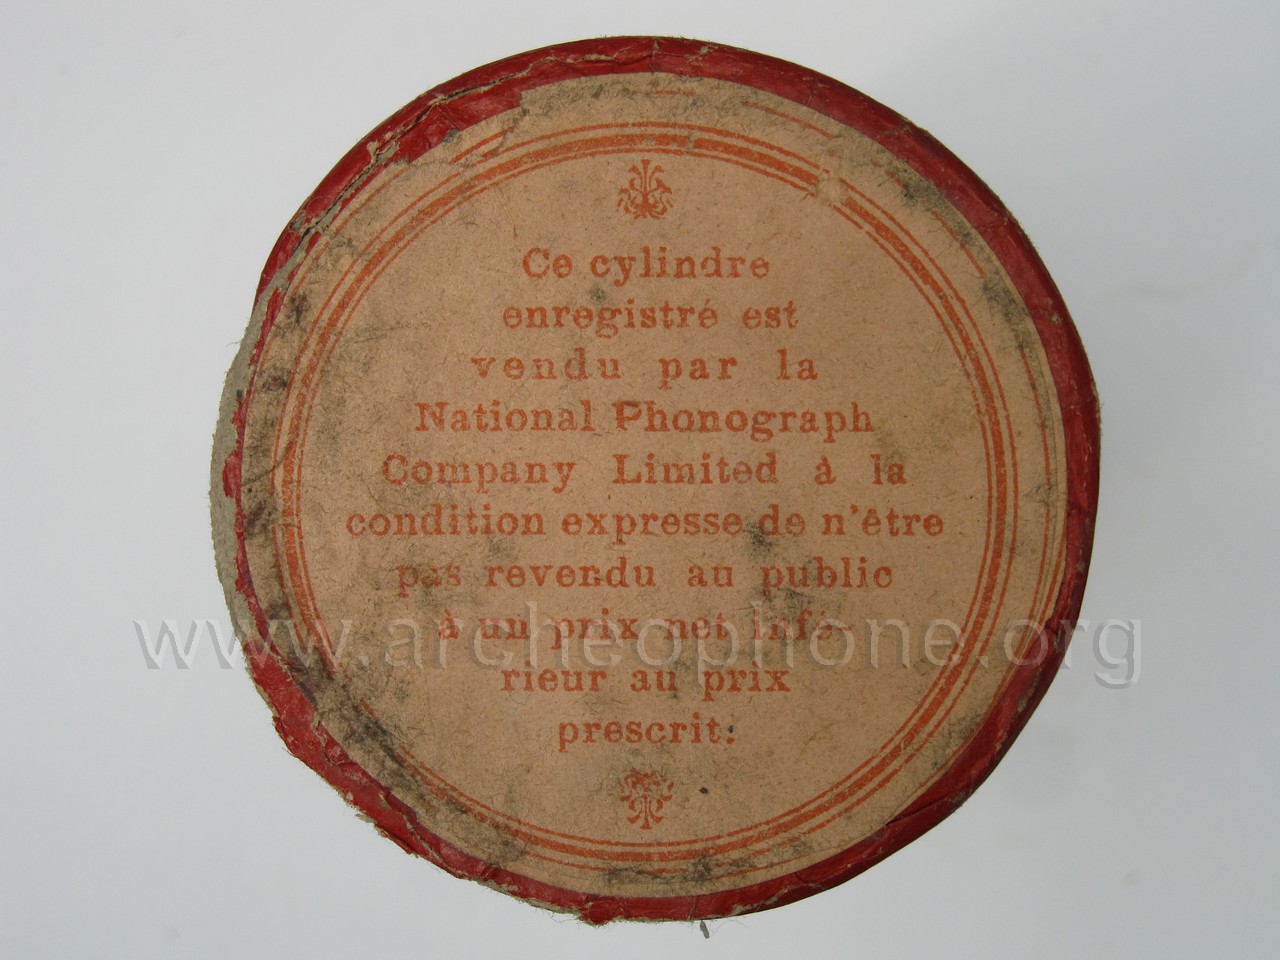 Ce cylindre
enregistré est
vendu par la
National Phonograph
Company Limited à la
condition expresse de n'être
pas revendu au public
à un prix net infé-
rieur au prix
prescrit.
www.archeophone.org